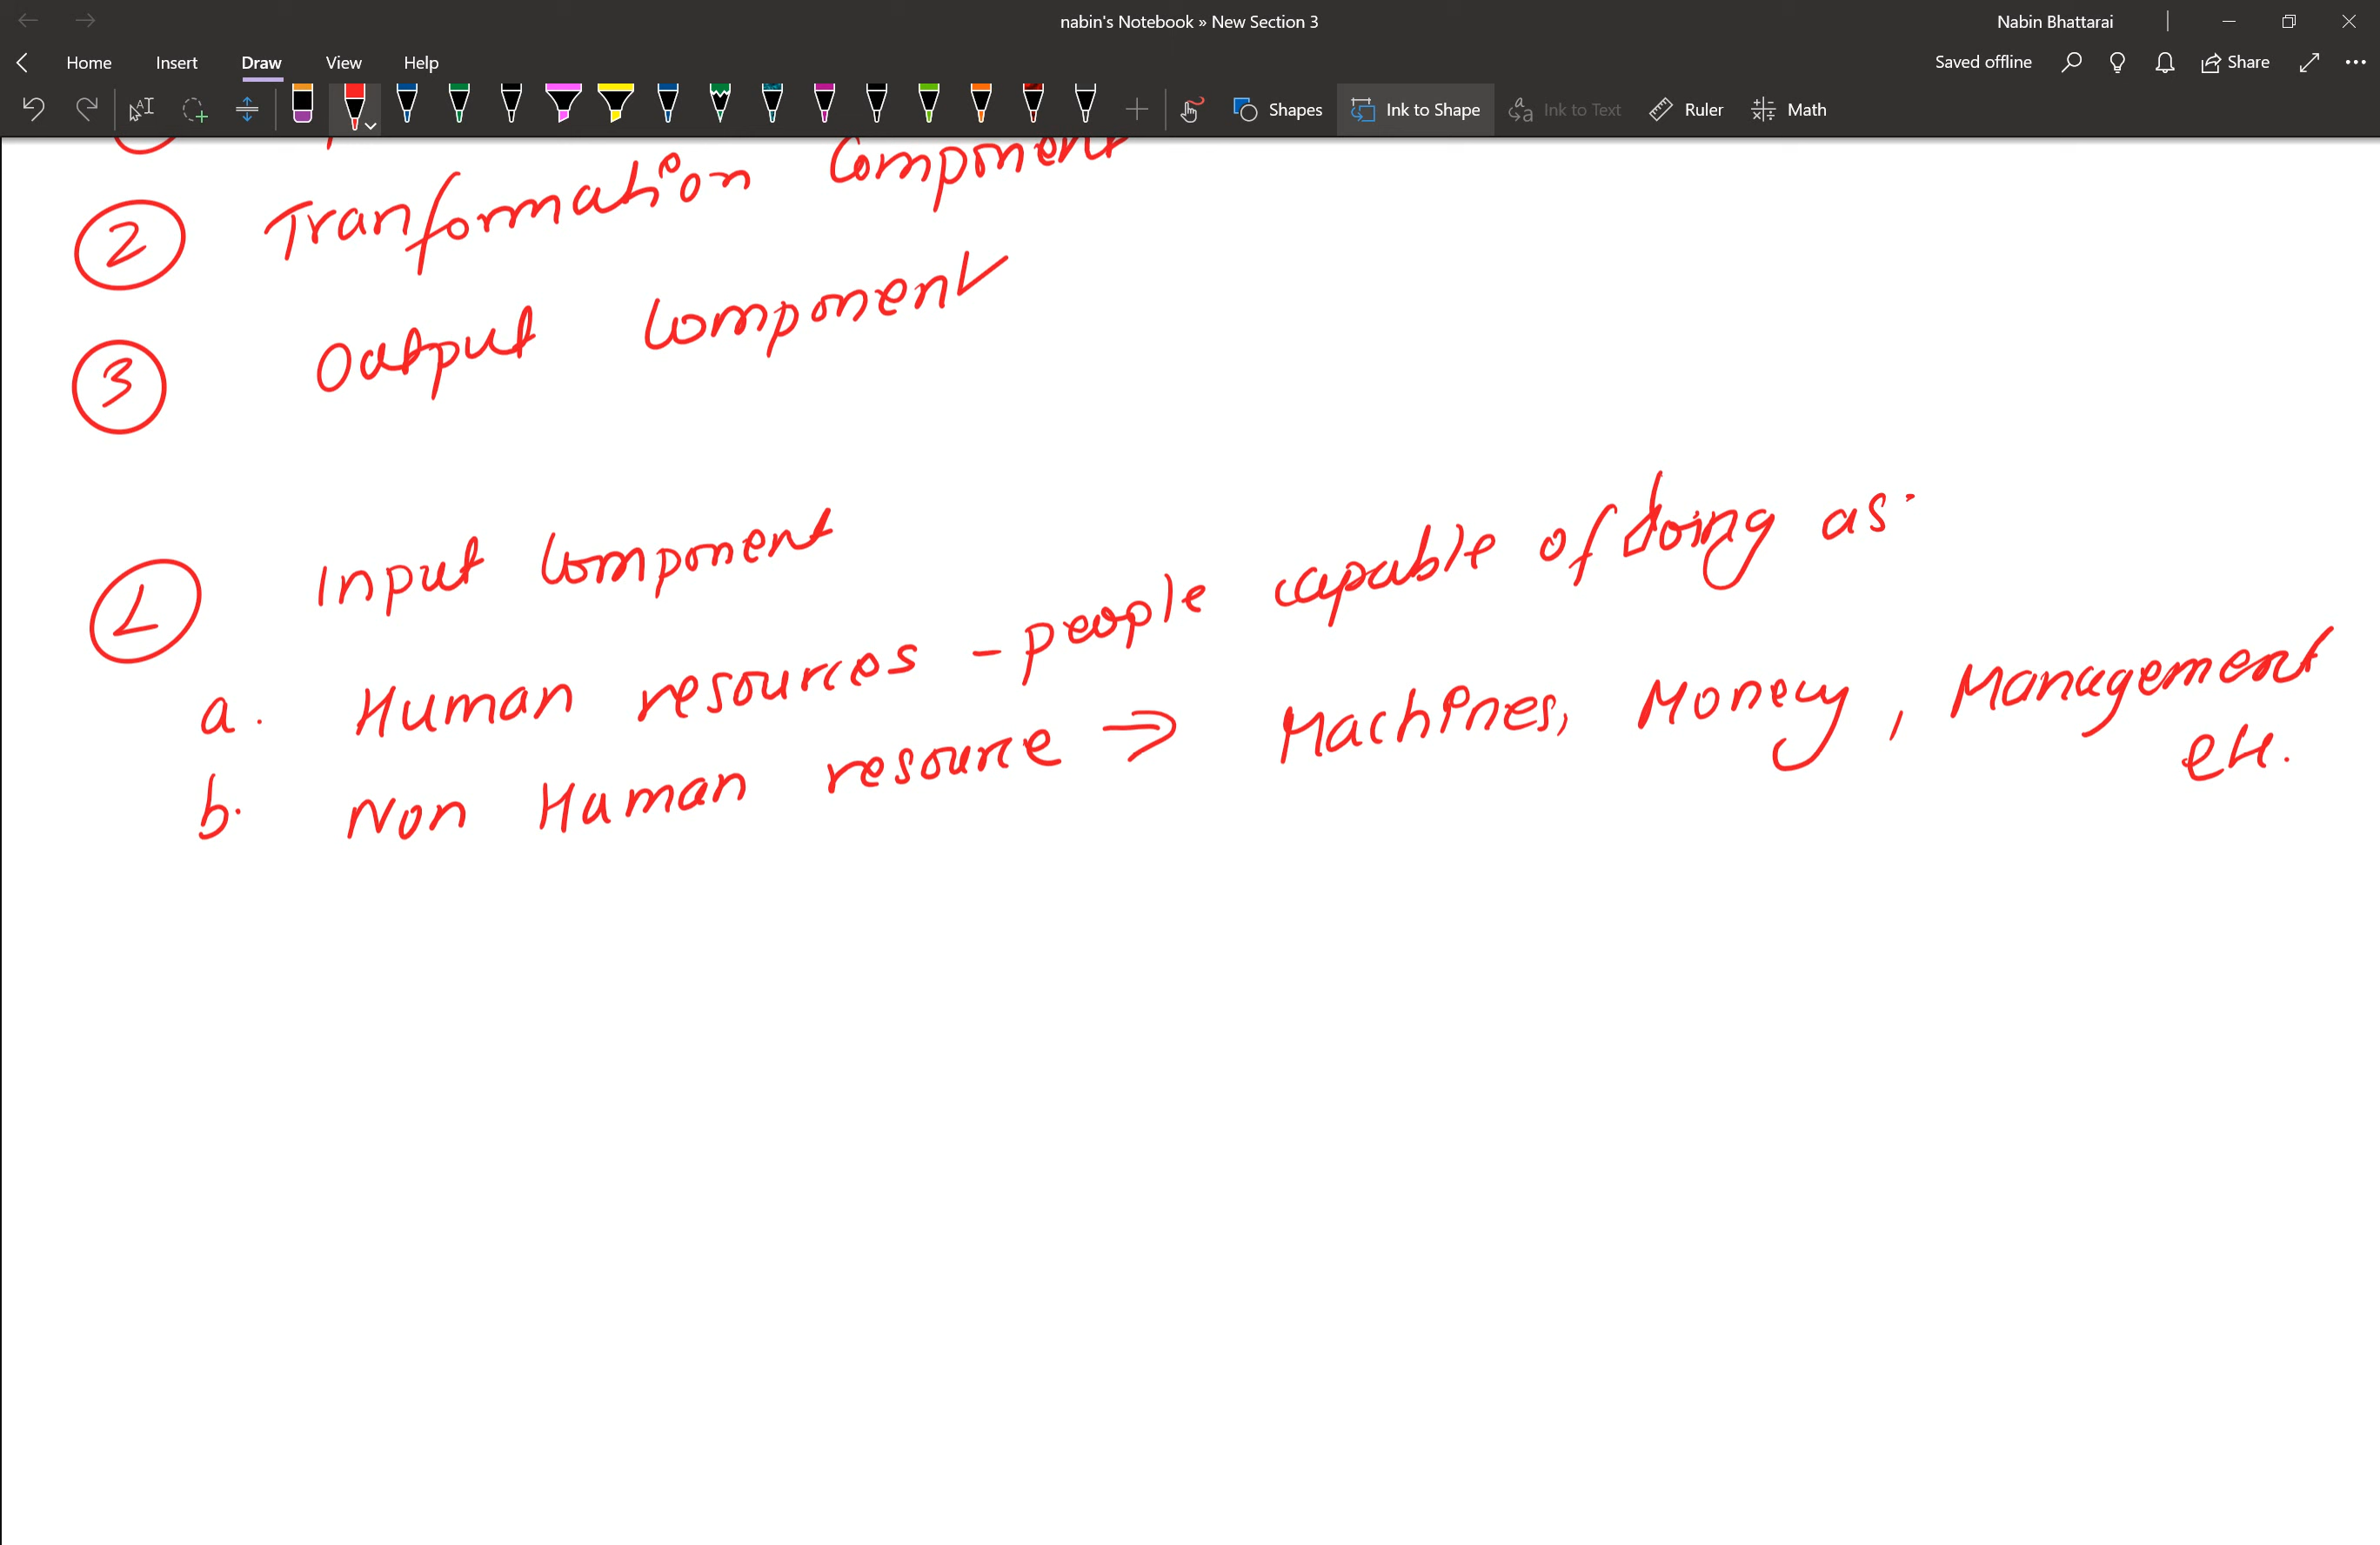 nabin's Notebook » New Section 3
Nabin Bhattarai
Home Insert Draw View Help
Saved offline
Share
Shapes
Ink to Shape
Ink to Text
Ruler
Math
2 Tranformation Component
3 Output Component
1 Input Component
a. Human resources - people capable of doing as.
b. Non Human resource ⇒ Machines, Money, Management
etc.